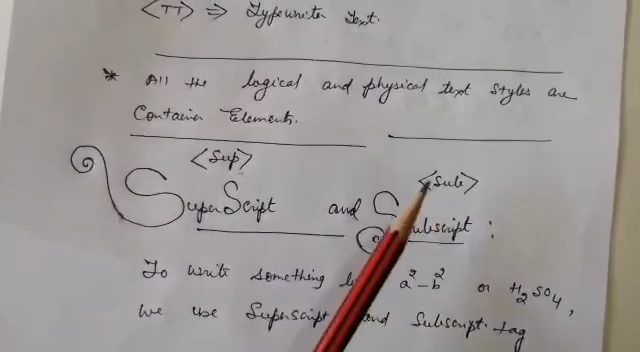 <TT> ⇒ Typewriter Text.
* All the logical and physical text styles are
Container Elements.
<Sup> <Sub>
SuperScript and Subscript :
To write something a²-b² or H₂SO₄,
we use Superscript and Subscript tag